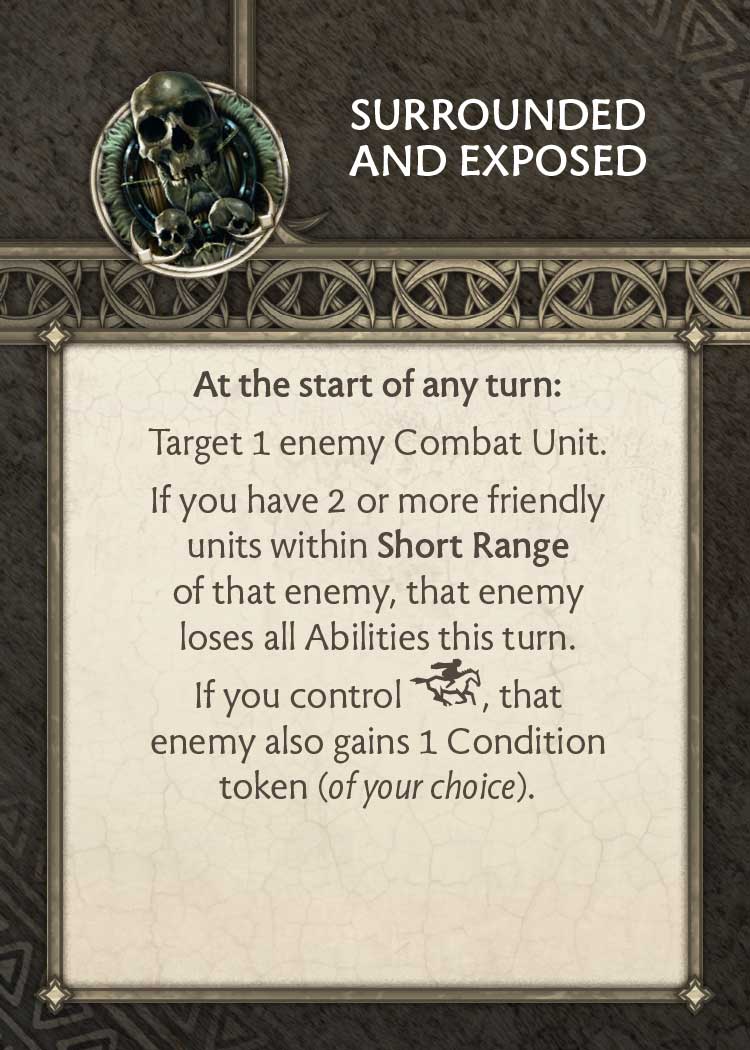 SURROUNDED
AND EXPOSED
At the start of any turn:
Target 1 enemy Combat Unit.
If you have 2 or more friendly
units within Short Range
of that enemy, that enemy
loses all Abilities this turn.
If you control , that
enemy also gains 1 Condition
token (of your choice).